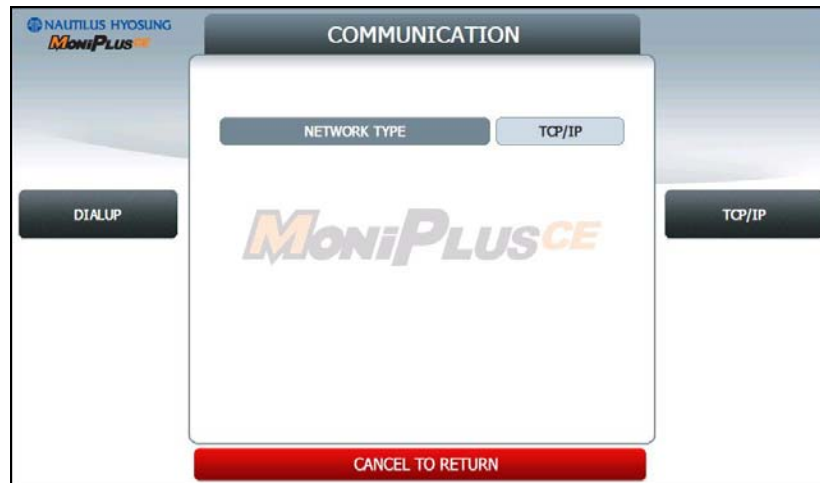 NAUTILUS HYOSUNG
MONiPLUSCE
COMMUNICATION
NETWORK TYPE
TCP/IP
DIALUP
MONiPLUSCE
TCP/IP
CANCEL TO RETURN